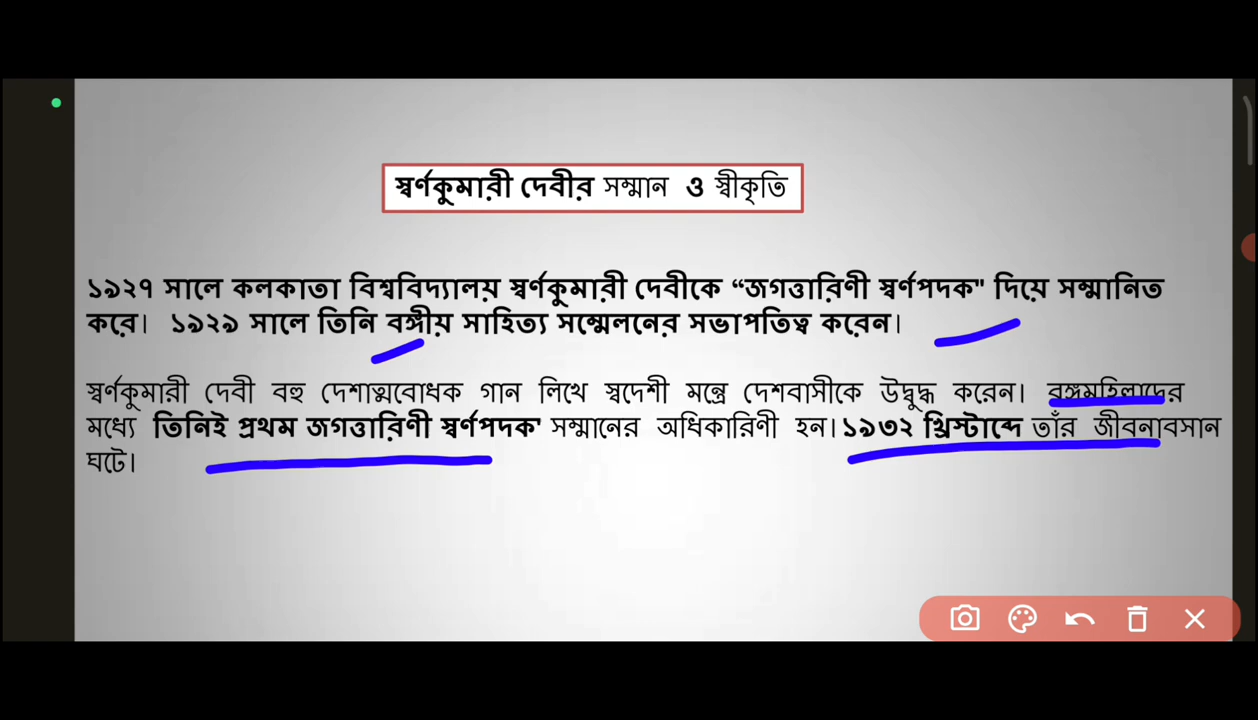 স্বর্ণকুমারী দেবীর সম্মান ও স্বীকৃতি
১৯২৭ সালে কলকাতা বিশ্ববিদ্যালয় স্বর্ণকুমারী দেবীকে “জগত্তারিণী স্বর্ণপদক" দিয়ে সম্মানিত
করে। ১৯২৯ সালে তিনি বঙ্গীয় সাহিত্য সম্মেলনের সভাপতিত্ব করেন।
স্বর্ণকুমারী দেবী বহু দেশাত্মবোধক গান লিখে স্বদেশী মন্ত্রে দেশবাসীকে উদ্বুদ্ধ করেন। বঙ্গমহিলাদের
মধ্যে তিনিই প্রথম জগত্তারিণী স্বর্ণপদক' সম্মানের অধিকারিণী হন। ১৯৩২ খ্রিস্টাব্দে তাঁর জীবনাবসান
ঘটে।